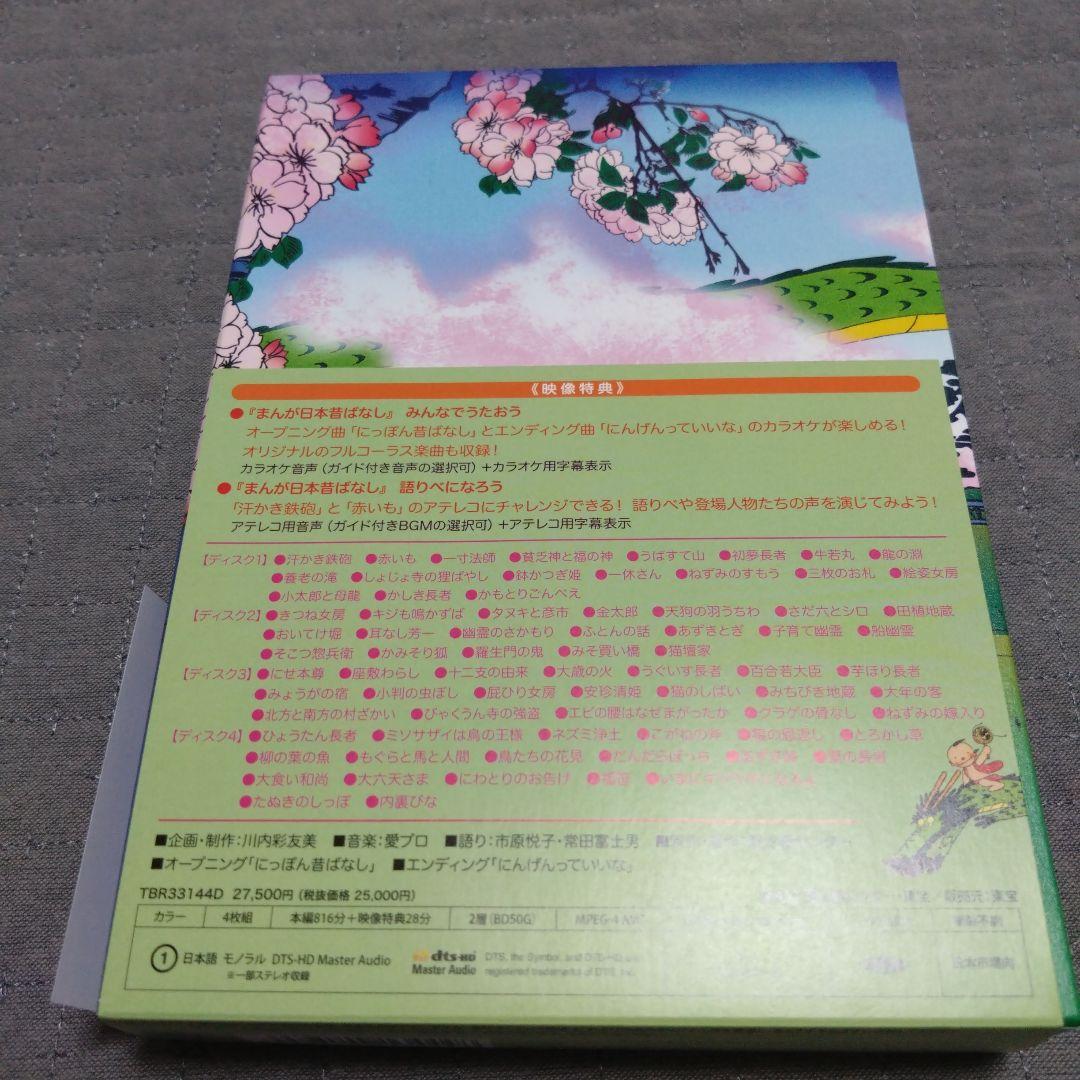 《映像特典》
●『まんが日本昔ばなし』 みんなでうたおう
オープニング曲「にっぽん昔ばなし」とエンディング曲「にんげんっていいな」のカラオケが楽しめる！
オリジナルのフルコーラス楽曲も収録！
カラオケ音声（ガイド付き音声の選択可）+カラオケ用字幕表示
●『まんが日本昔ばなし』 語りべになろう
「汗かき鉄砲」と「赤いも」のアテレコにチャレンジできる！ 語りべや登場人物たちの声を演じてみよう！
アテレコ用音声（ガイド付きBGMの選択可）+アテレコ用字幕表示
【ディスク1】●汗かき鉄砲 ●赤いも ●一寸法師 ●貧乏神と福の神 ●うばすて山 ●初夢長者 ●牛若丸 ●龍の淵
●養老の滝 ●しょじょ寺の狸ばやし ●鉢かつぎ姫 ●一休さん ●ねずみのすもう ●三枚のお札 ●絵姿女房
●小太郎と母龍 ●かしき長者 ●かもとりごんべえ
【ディスク2】●きつね女房 ●キジも鳴かずば ●タヌキと彦市 ●金太郎 ●天狗の羽うちわ ●さだ六とシロ ●田植地蔵
●おいてけ堀 ●耳なし芳一 ●幽霊のさかもり ●ふとんの話 ●あずきとぎ ●子育て幽霊 ●船幽霊
●そこつ惣兵衛 ●かみそり狐 ●羅生門の鬼 ●みそ買い橋 ●猫壇家
【ディスク3】●にせ本尊 ●座敷わらし ●十二支の由来 ●大歳の火 ●うぐいす長者 ●百合若大臣 ●芋ほり長者
●みょうがの宿 ●小判の虫ぼし ●屁ひり女房 ●安珍清姫 ●猫のしばい ●みちびき地蔵 ●大年の客
●北方と南方の村ざかい ●びゃくうん寺の強盗 ●エビの腰はなぜまがったか ●クラゲの骨なし ●ねずみの嫁入り
【ディスク4】●ひょうたん長者 ●ミソサザイは鳥の王様 ●ネズミ浄土 ●こがねの斧 ●とろかし草
●柳の葉の魚 ●もぐらと馬と人間 ●鳥たちの花見 ●だんだらぼっち
●大食い和尚 ●大六天さま ●にわとりのお告げ ●狐笛
●たぬきのしっぽ ●内裏びな
■企画・制作：川内彩友美 ■音楽：愛プロ ■語り：市原悦子・常田富士男
■オープニング「にっぽん昔ばなし」 ■エンディング「にんげんっていいな」
TBR33144D 27,500円（税抜価格 25,000円） 販売元：東宝
カラー 4枚組 本編816分＋映像特典28分 2層（BD50G） MPEG-4
① 日本語 モノラル DTS-HD Master Audio
※一部ステレオ収録
dts-HD
Master Audio
DTS, the Symbol, and DTS
registered trademarks of DTS, Inc.